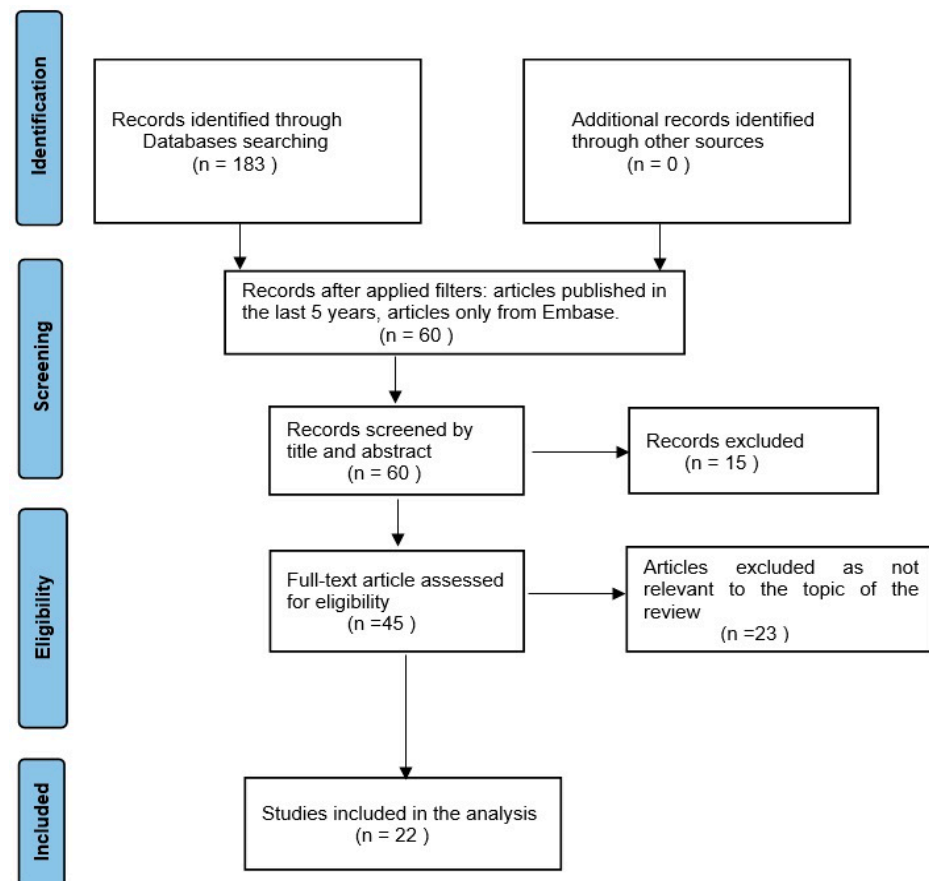 Identification
Records identified through
Databases searching
(n = 183 )
Additional records identified
through other sources
(n = 0 )
Screening
Records after applied filters: articles published in
the last 5 years, articles only from Embase.
(n = 60 )
Records screened by
title and abstract
(n = 60 )
Records excluded
(n = 15 )
Eligibility
Full-text article assessed
for eligibility
(n =45 )
Articles excluded as not
relevant to the topic of the
review
(n =23 )
Included
Studies included in the analysis
(n = 22 )